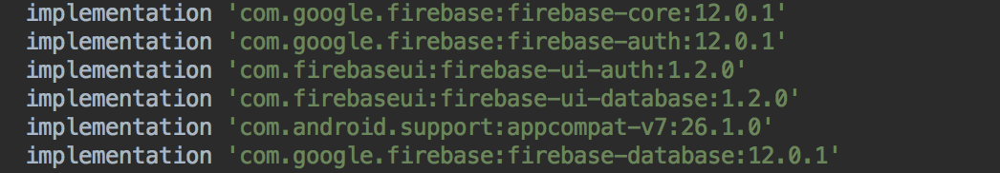 implementation 'com.google.firebase:firebase-core:12.0.1'
implementation 'com.google.firebase:firebase-auth:12.0.1'
implementation 'com.firebaseui:firebase-ui-auth:1.2.0'
implementation 'com.firebaseui:firebase-ui-database:1.2.0'
implementation 'com.android.support:appcompat-v7:26.1.0'
implementation 'com.google.firebase:firebase-database:12.0.1'